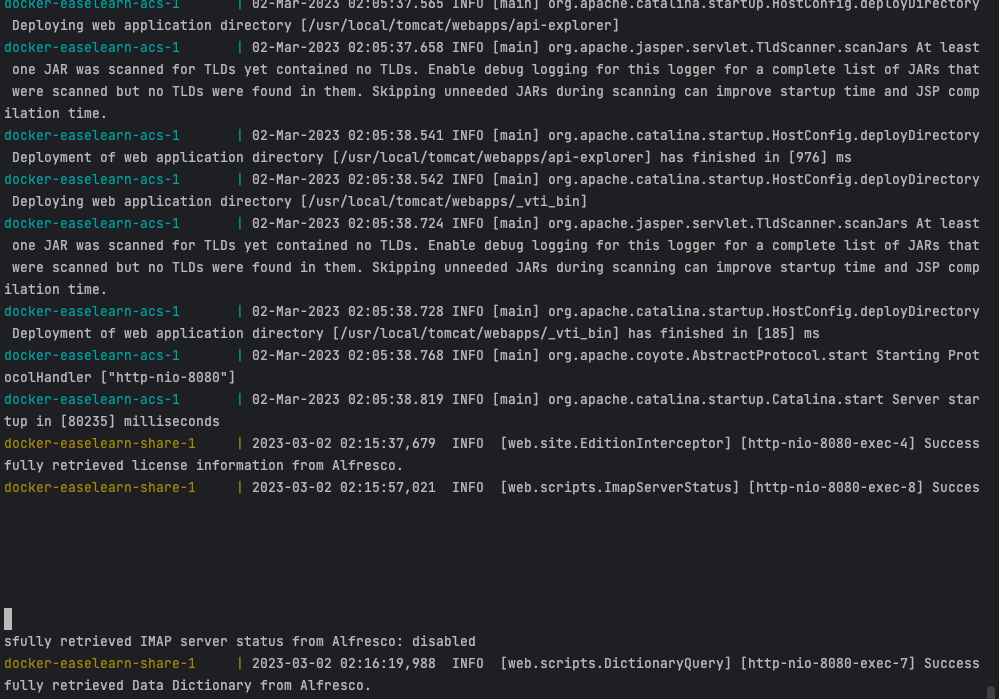 docker-easelearn-acs-1       | 02-Mar-2023 02:05:37.565 INFO [main] org.apache.catalina.startup.HostConfig.deployDirectory
 Deploying web application directory [/usr/local/tomcat/webapps/api-explorer]
docker-easelearn-acs-1       | 02-Mar-2023 02:05:37.658 INFO [main] org.apache.jasper.servlet.TldScanner.scanJars At least
 one JAR was scanned for TLDs yet contained no TLDs. Enable debug logging for this logger for a complete list of JARs that
 were scanned but no TLDs were found in them. Skipping unneeded JARs during scanning can improve startup time and JSP comp
ilation time.
docker-easelearn-acs-1       | 02-Mar-2023 02:05:38.541 INFO [main] org.apache.catalina.startup.HostConfig.deployDirectory
 Deployment of web application directory [/usr/local/tomcat/webapps/api-explorer] has finished in [976] ms
docker-easelearn-acs-1       | 02-Mar-2023 02:05:38.542 INFO [main] org.apache.catalina.startup.HostConfig.deployDirectory
 Deploying web application directory [/usr/local/tomcat/webapps/_vti_bin]
docker-easelearn-acs-1       | 02-Mar-2023 02:05:38.724 INFO [main] org.apache.jasper.servlet.TldScanner.scanJars At least
 one JAR was scanned for TLDs yet contained no TLDs. Enable debug logging for this logger for a complete list of JARs that
 were scanned but no TLDs were found in them. Skipping unneeded JARs during scanning can improve startup time and JSP comp
ilation time.
docker-easelearn-acs-1       | 02-Mar-2023 02:05:38.728 INFO [main] org.apache.catalina.startup.HostConfig.deployDirectory
 Deployment of web application directory [/usr/local/tomcat/webapps/_vti_bin] has finished in [185] ms
docker-easelearn-acs-1       | 02-Mar-2023 02:05:38.768 INFO [main] org.apache.coyote.AbstractProtocol.start Starting Prot
ocolHandler ["http-nio-8080"]
docker-easelearn-acs-1       | 02-Mar-2023 02:05:38.819 INFO [main] org.apache.catalina.startup.Catalina.start Server star
tup in [80235] milliseconds
docker-easelearn-share-1     | 2023-03-02 02:15:37,679  INFO  [web.site.EditionInterceptor] [http-nio-8080-exec-4] Success
fully retrieved license information from Alfresco.
docker-easelearn-share-1     | 2023-03-02 02:15:57,021  INFO  [web.scripts.ImapServerStatus] [http-nio-8080-exec-8] Succes
sfully retrieved IMAP server status from Alfresco: disabled
docker-easelearn-share-1     | 2023-03-02 02:16:19,988  INFO  [web.scripts.DictionaryQuery] [http-nio-8080-exec-7] Success
fully retrieved Data Dictionary from Alfresco.